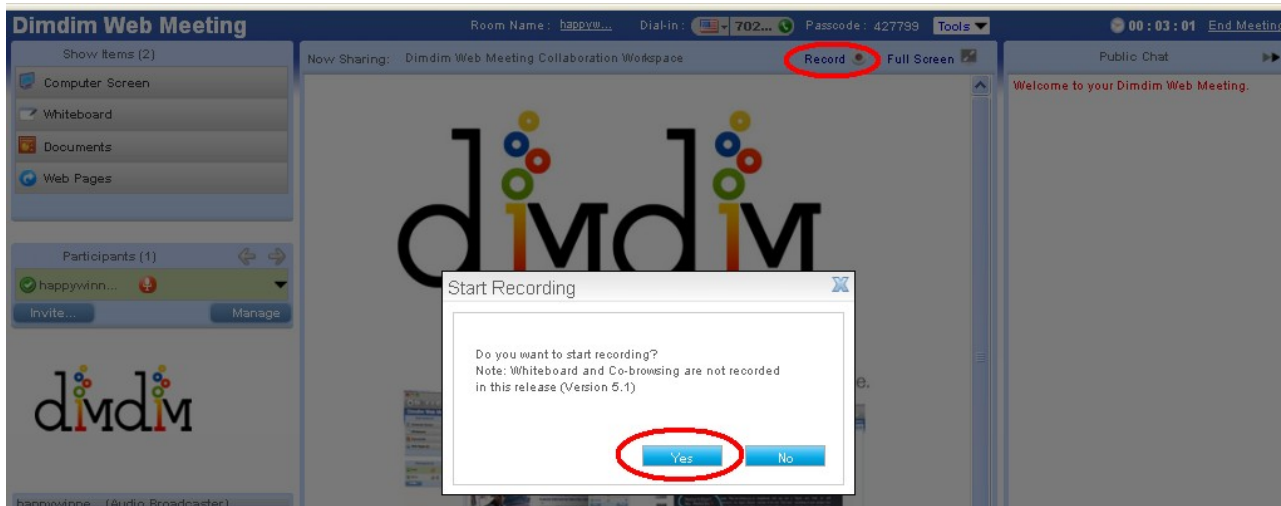 Dimdim Web Meeting
Room Name: happyw...
Dial-in: 702...
Passcode: 427799
Tools
00:03:01
End Meeting
Show Items (2)
Computer Screen
Whiteboard
Documents
Web Pages
Now Sharing: Dimdim Web Meeting Collaboration Workspace
Record
Full Screen
Public Chat
Welcome to your Dimdim Web Meeting.
dimdim
Participants (1)
happywinn...
Invite...
Manage
dimdim
Start Recording
Do you want to start recording?
Note: Whiteboard and Co-browsing are not recorded
in this release (Version 5.1)
Yes
No
(Audio Broadcaster)